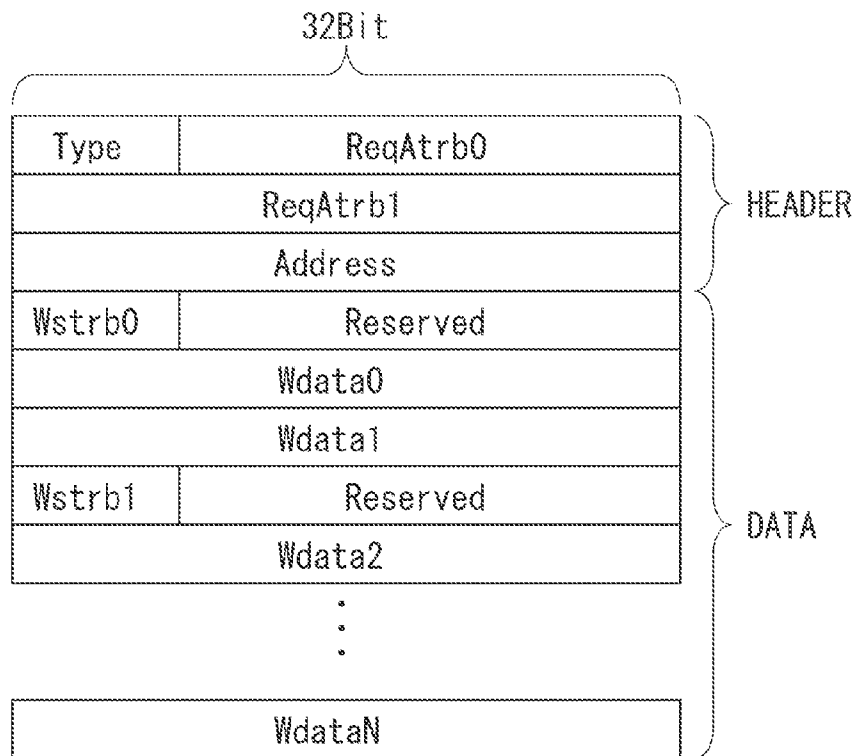 32Bit
Type ReqAtrb0
ReqAtrb1
Address
HEADER
Wstrb0 Reserved
Wdata0
Wdata1
Wstrb1 Reserved
Wdata2
DATA
WdataN